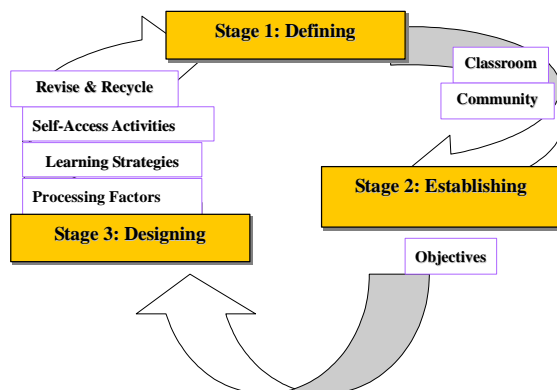 Stage 1: Defining
Classroom
Community
Revise & Recycle
Self-Access Activities
Learning Strategies
Processing Factors
Stage 2: Establishing
Stage 3: Designing
Objectives